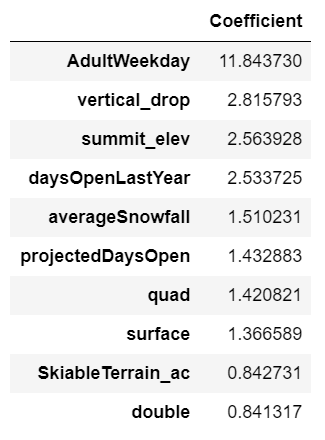 Coefficient
AdultWeekday 11.843730
vertical_drop 2.815793
summit_elev 2.563928
daysOpenLastYear 2.533725
averageSnowfall 1.510231
projectedDaysOpen 1.432883
quad 1.420821
surface 1.366589
SkiableTerrain_ac 0.842731
double 0.841317